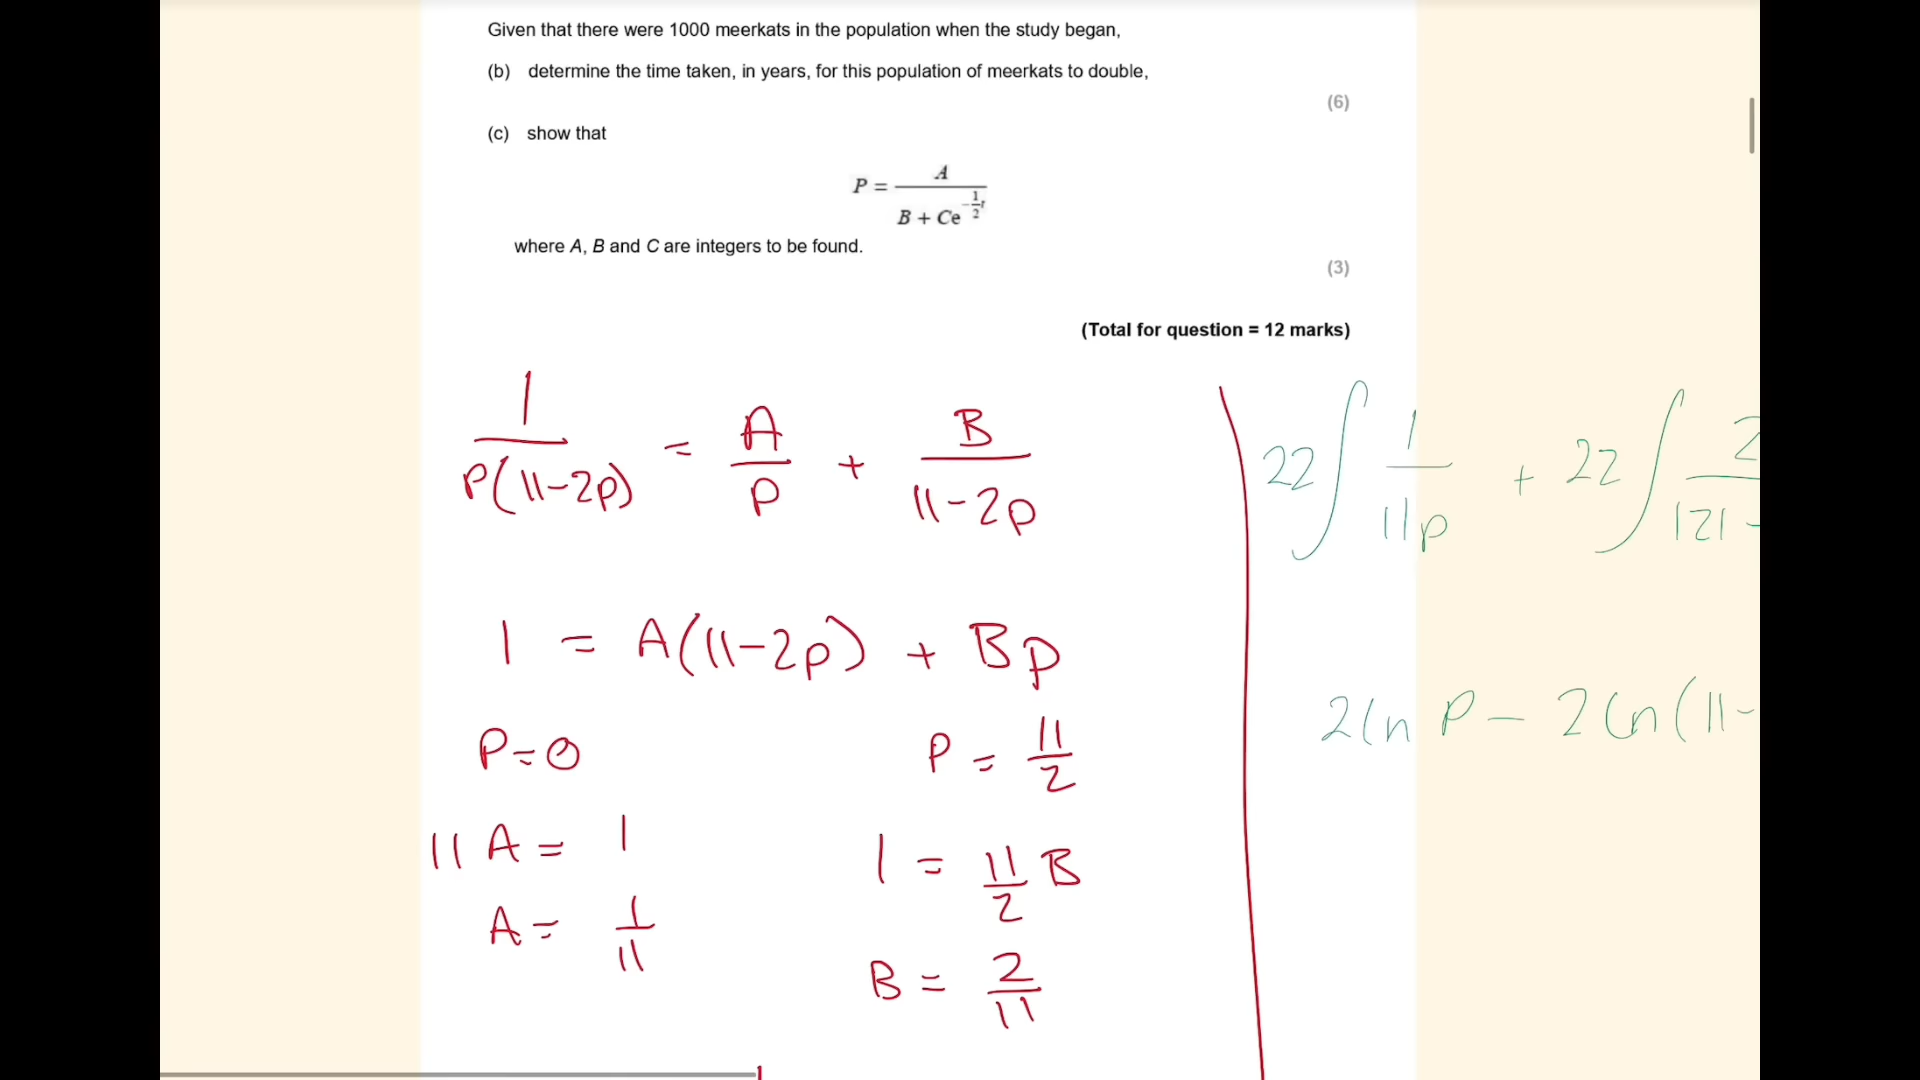 Given that there were 1000 meerkats in the population when the study began,
(b) determine the time taken, in years, for this population of meerkats to double,
(6)
(c) show that
P = A / (B + Ce^(-1/2 t))
where A, B and C are integers to be found.
(3)
(Total for question = 12 marks)
1 / P(11-2p) = A / P + B / (11-2p)
1 = A(11-2p) + Bp
P=0
11A = 1
A = 1/11
P = 11/2
1 = 11/2 B
B = 2/11
22 ∫ 1 / 11p + 22 ∫ 2 / 121 -
2ln P - 2ln(11-